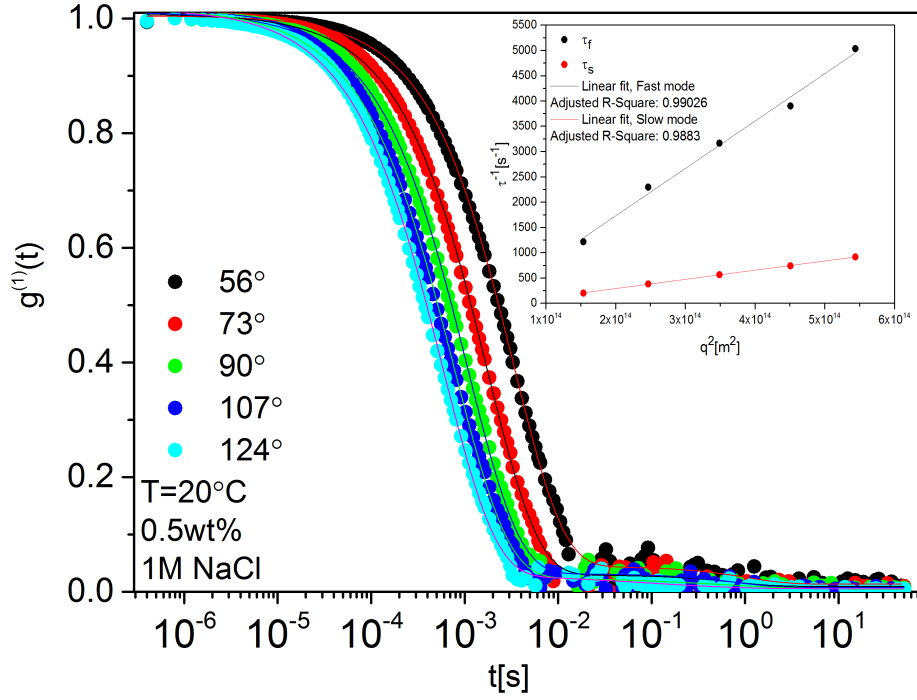 1.0
0.8
0.6
0.4
0.2
0.0
g⁽¹⁾(t)
56°
73°
90°
107°
124°
T=20°C
0.5wt%
1M NaCl
10⁻⁶ 10⁻⁵ 10⁻⁴ 10⁻³ 10⁻² 10⁻¹ 10⁰ 10¹
t[s]
τf
τs
Linear fit, Fast mode
Adjusted R-Square: 0.99026
Linear fit, Slow mode
Adjusted R-Square: 0.9883
τ⁻¹[s⁻¹]
5500
5000
4500
4000
3500
3000
2500
2000
1500
1000
500
0
1x10¹⁴ 2x10¹⁴ 3x10¹⁴ 4x10¹⁴ 5x10¹⁴ 6x10¹⁴
q²[m²]